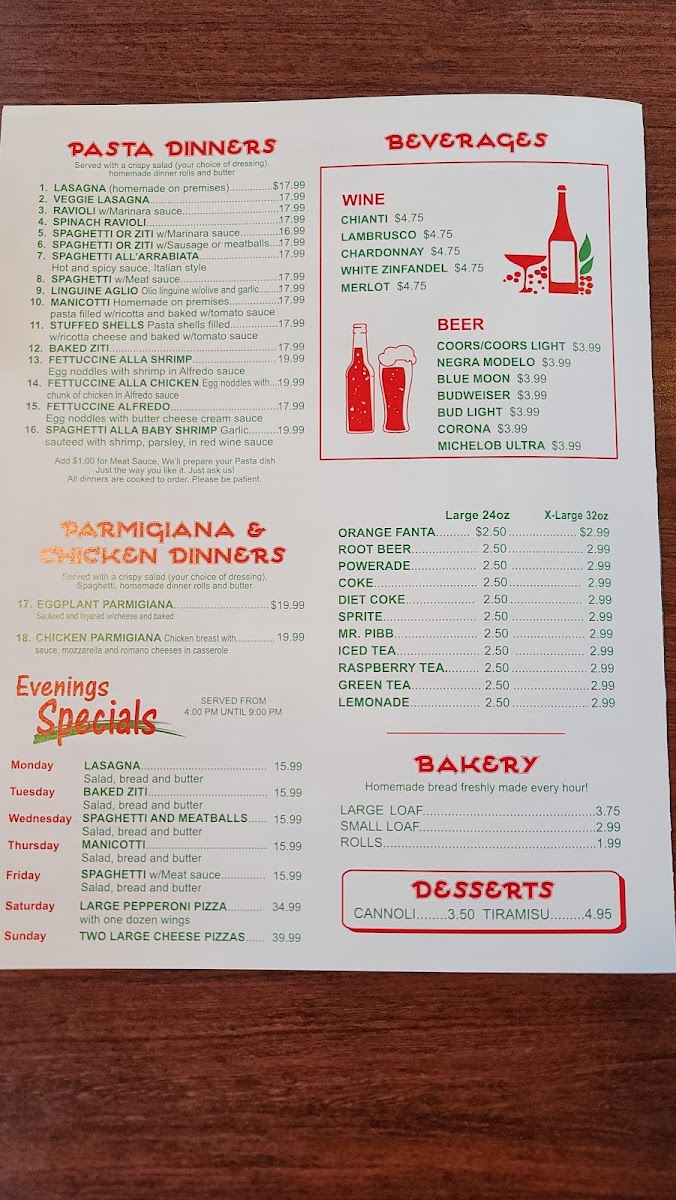 PASTA DINNERS
Served with a crispy salad (your choice of dressing),
homemade dinner rolls and butter
1. LASAGNA (homemade on premises)..............$17.99
2. VEGGIE LASAGNA..............17.99
3. RAVIOLI w/Marinara sauce..............17.99
4. SPINACH RAVIOLI..............17.99
5. SPAGHETTI OR ZITI w/Marinara sauce..............16.99
6. SPAGHETTI OR ZITI w/Sausage or meatballs...17.99
7. SPAGHETTI ALL'ARRABIATA..............17.99
Hot and spicy sauce, Italian style
8. SPAGHETTI w/Meat sauce..............17.99
9. LINGUINE AGLIO Olio linguine w/olive and garlic........17.99
10. MANICOTTI Homemade on premises..............17.99
pasta filled w/ricotta and baked w/tomato sauce
11. STUFFED SHELLS Pasta shells filled..............17.99
w/ricotta cheese and baked w/tomato sauce
12. BAKED ZITI..............17.99
13. FETTUCCINE ALLA SHRIMP..............19.99
Egg noodles with shrimp in Alfredo sauce
14. FETTUCCINE ALLA CHICKEN Egg noodles with...19.99
chunk of chicken in Alfredo sauce
15. FETTUCCINE ALFREDO..............17.99
Egg noodles with butter cheese cream sauce
16. SPAGHETTI ALLA BABY SHRIMP Garlic.........19.99
sauteed with shrimp, parsley, in red wine sauce
Add $1.00 for Meat Sauce. We'll prepare your Pasta dish
Just the way you like it. Just ask us!
All dinners are cooked to order. Please be patient.
PARMIGIANA &
CHICKEN DINNERS
Served with a crispy salad (your choice of dressing),
Spaghetti, homemade dinner rolls and butter
17. EGGPLANT PARMIGIANA..............$19.99
Sauteed and layered w/cheese and baked
18. CHICKEN PARMIGIANA Chicken breast with..............19.99
sauce, mozzarella and romano cheeses in casserole
Evenings
Specials
SERVED FROM
4:00 PM UNTIL 9:00 PM
Monday LASAGNA.............. 15.99
Salad, bread and butter
Tuesday BAKED ZITI.............. 15.99
Salad, bread and butter
Wednesday SPAGHETTI AND MEATBALLS...... 15.99
Salad, bread and butter
Thursday MANICOTTI.............. 15.99
Salad, bread and butter
Friday SPAGHETTI w/Meat sauce.............. 15.99
Salad, bread and butter
Saturday LARGE PEPPERONI PIZZA........... 34.99
with one dozen wings
Sunday TWO LARGE CHEESE PIZZAS...... 39.99
BEVERAGES
WINE
CHIANTI $4.75
LAMBRUSCO $4.75
CHARDONNAY $4.75
WHITE ZINFANDEL $4.75
MERLOT $4.75
BEER
COORS/COORS LIGHT $3.99
NEGRA MODELO $3.99
BLUE MOON $3.99
BUDWEISER $3.99
BUD LIGHT $3.99
CORONA $3.99
MICHELOB ULTRA $3.99
Large 24oz X-Large 32oz
ORANGE FANTA.......... $2.50.................... $2.99
ROOT BEER.............. 2.50.................... 2.99
POWERADE.............. 2.50.................... 2.99
COKE.............. 2.50.................... 2.99
DIET COKE.............. 2.50.................... 2.99
SPRITE.............. 2.50.................... 2.99
MR. PIBB.............. 2.50.................... 2.99
ICED TEA.............. 2.50.................... 2.99
RASPBERRY TEA.......... 2.50.................... 2.99
GREEN TEA.............. 2.50.................... 2.99
LEMONADE.............. 2.50.................... 2.99
BAKERY
Homemade bread freshly made every hour!
LARGE LOAF..............3.75
SMALL LOAF..............2.99
ROLLS..............1.99
DESSERTS
CANNOLI........3.50 TIRAMISU.........4.95